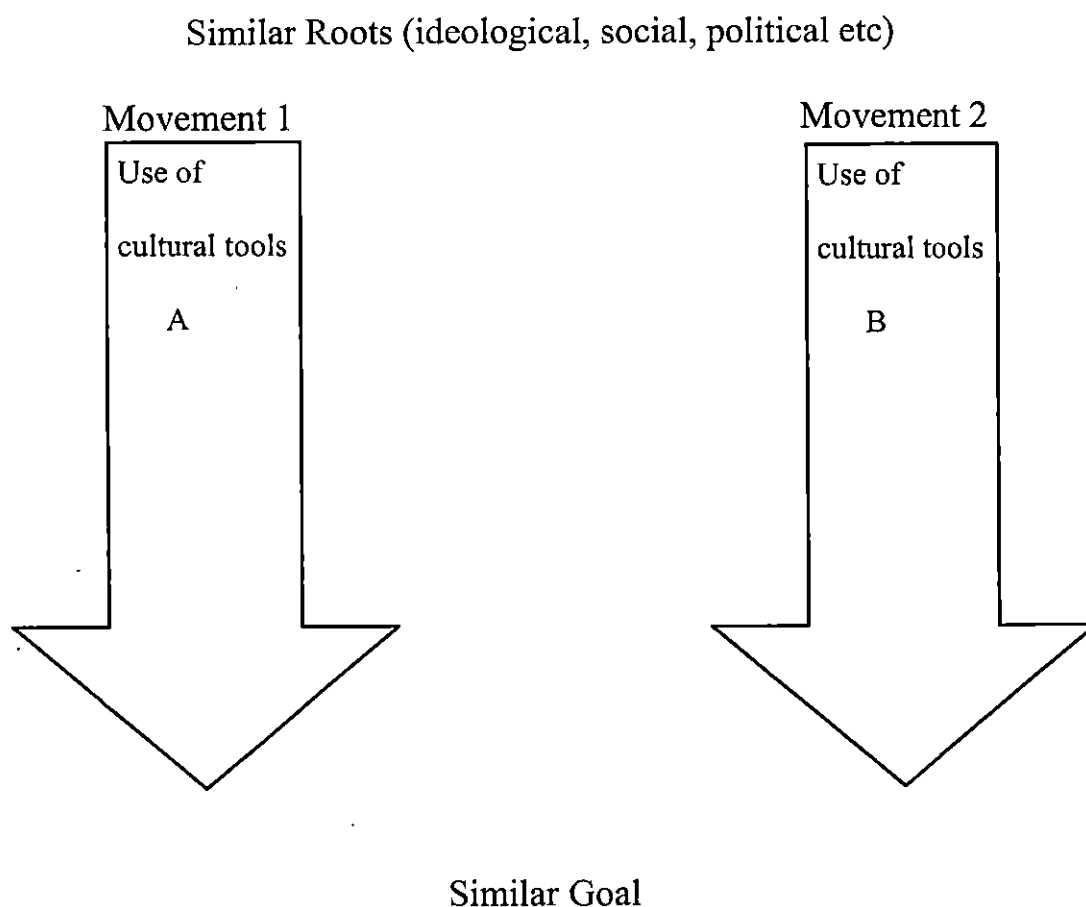 Similar Roots (ideological, social, political etc)
Movement 1
Use of
cultural tools
A
Movement 2
Use of
cultural tools
B
Similar Goal